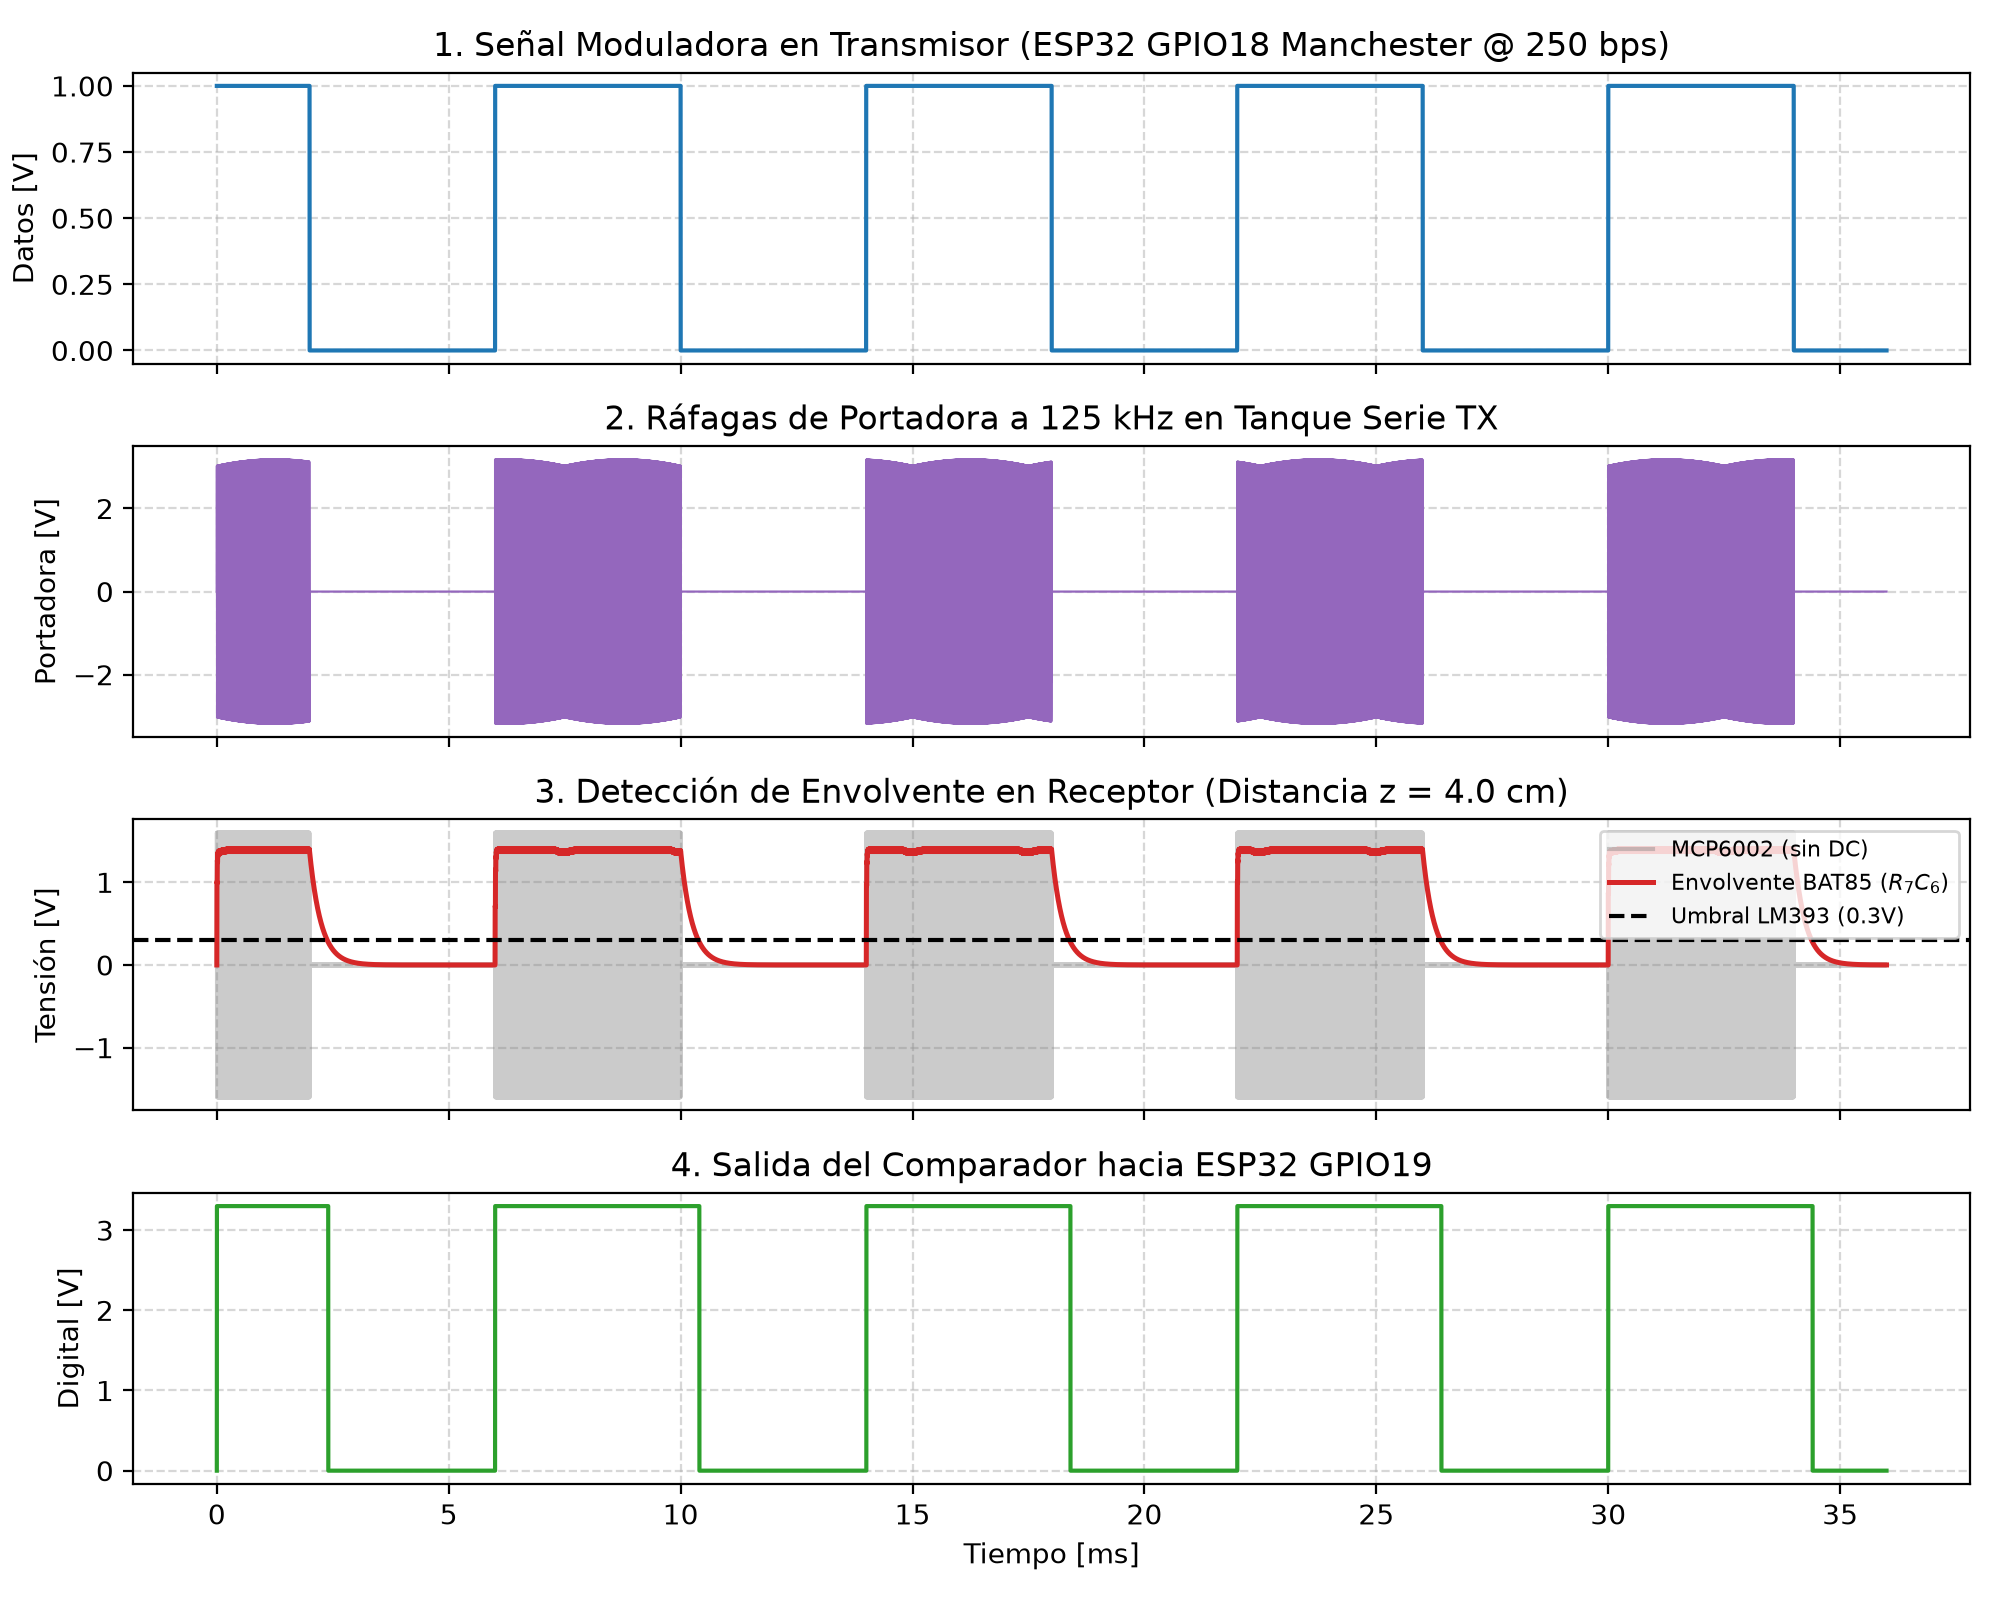 1. Señal Moduladora en Transmisor (ESP32 GPIO18 Manchester @ 250 bps)
1.00
0.75
0.50
0.25
0.00
Datos [V]
2. Ráfagas de Portadora a 125 kHz en Tanque Serie TX
2
0
−2
Portadora [V]
3. Detección de Envolvente en Receptor (Distancia z = 4.0 cm)
1
0
−1
Tensión [V]
MCP6002 (sin DC)
Envolvente BAT85 (R₇C₆)
Umbral LM393 (0.3V)
4. Salida del Comparador hacia ESP32 GPIO19
3
2
1
0
Digital [V]
0 5 10 15 20 25 30 35
Tiempo [ms]